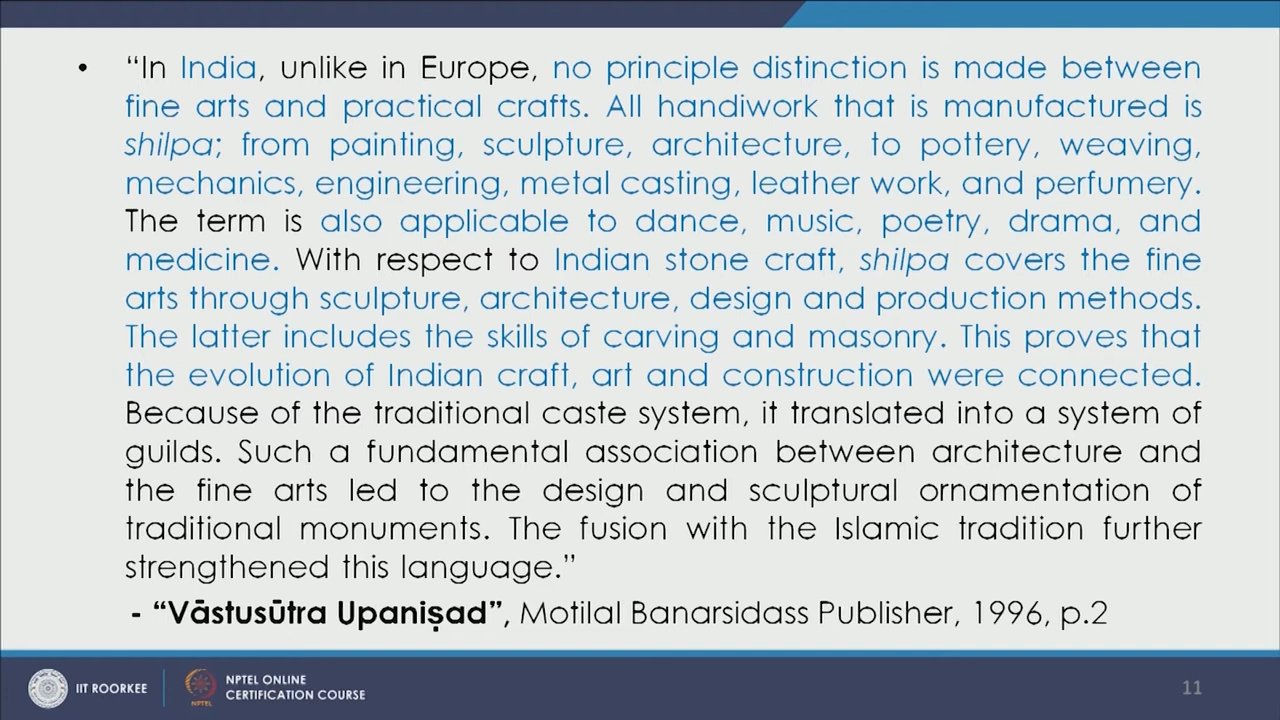 • “In India, unlike in Europe, no principle distinction is made between
fine arts and practical crafts. All handiwork that is manufactured is
shilpa; from painting, sculpture, architecture, to pottery, weaving,
mechanics, engineering, metal casting, leather work, and perfumery.
The term is also applicable to dance, music, poetry, drama, and
medicine. With respect to Indian stone craft, shilpa covers the fine
arts through sculpture, architecture, design and production methods.
The latter includes the skills of carving and masonry. This proves that
the evolution of Indian craft, art and construction were connected.
Because of the traditional caste system, it translated into a system of
guilds. Such a fundamental association between architecture and
the fine arts led to the design and sculptural ornamentation of
traditional monuments. The fusion with the Islamic tradition further
strengthened this language.”
- “Vāstusūtra Upaniṣad”, Motilal Banarsidass Publisher, 1996, p.2
IIT ROORKEE
NPTEL
NPTEL ONLINE
CERTIFICATION COURSE
11